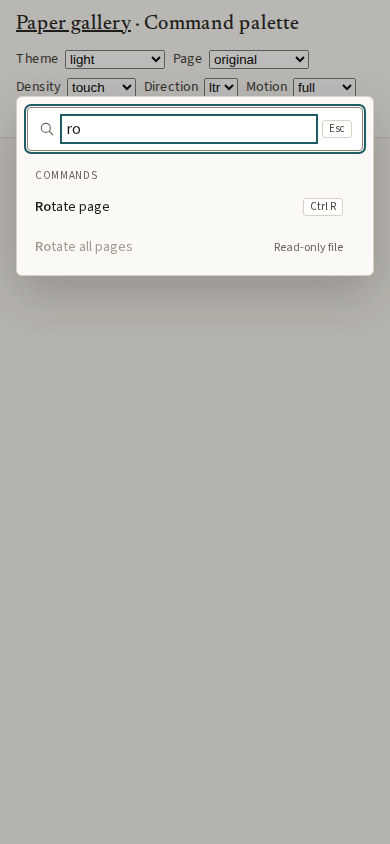 Paper gallery · Command palette
Theme light Page original
Density touch Direction ltr Motion full
ro Esc
COMMANDS
Rotate page Ctrl R
Rotate all pages Read-only file